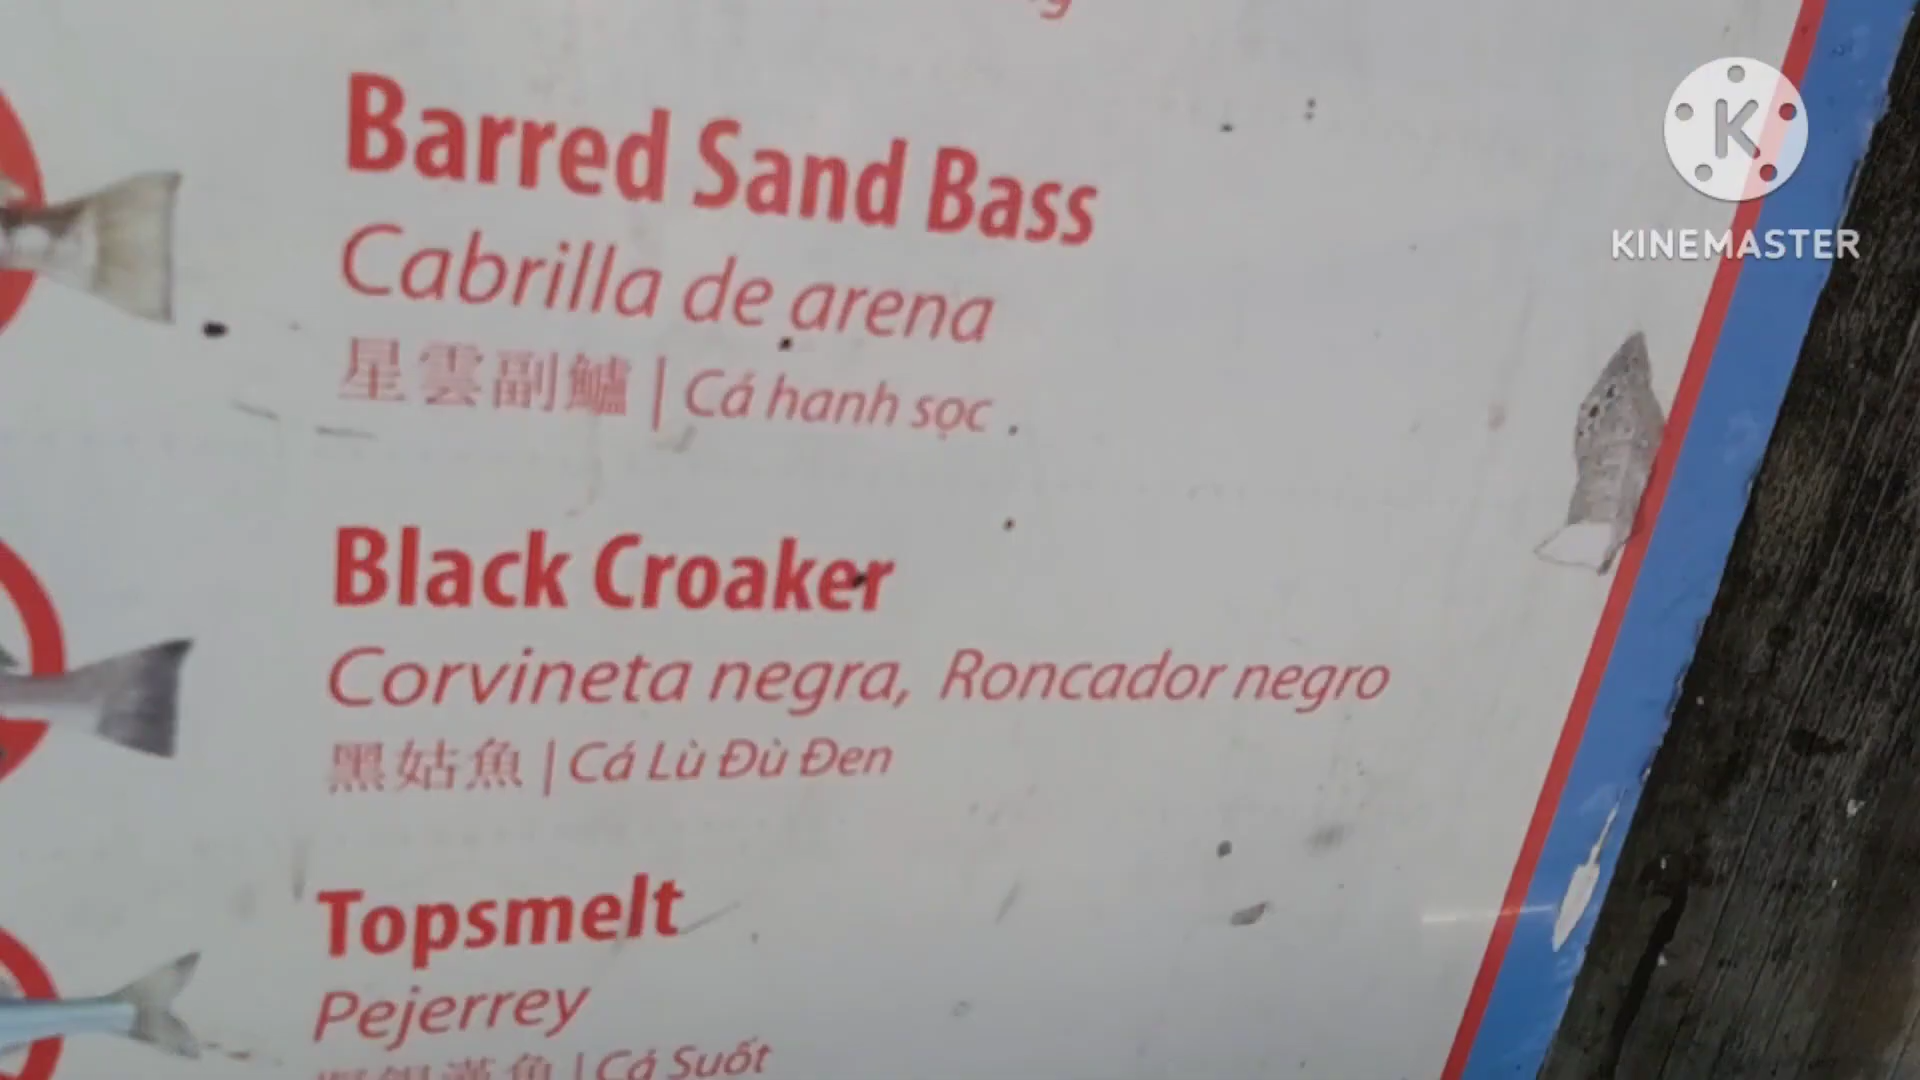 Barred Sand Bass
Cabrilla de arena
星雲副鱸 | Cá hanh sọc
Black Croaker
Corvineta negra, Roncador negro
黑姑魚 | Cá Lù Đù Đen
Topsmelt
Pejerrey
| Cá Suốt
KINEMASTER